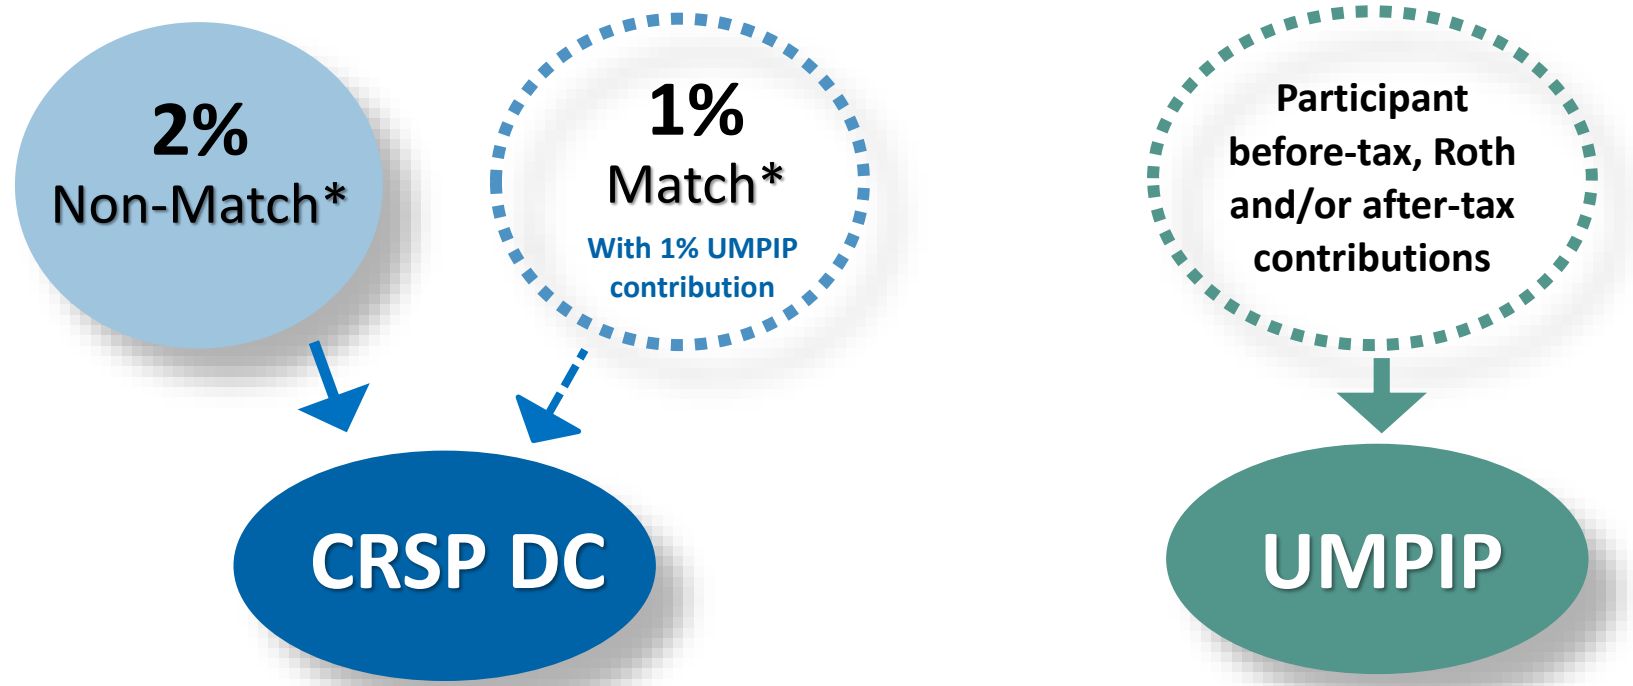 2%
Non-Match*
1%
Match*
With 1% UMPIP
contribution
Participant
before-tax, Roth
and/or after-tax
contributions
CRSP DC
UMPIP